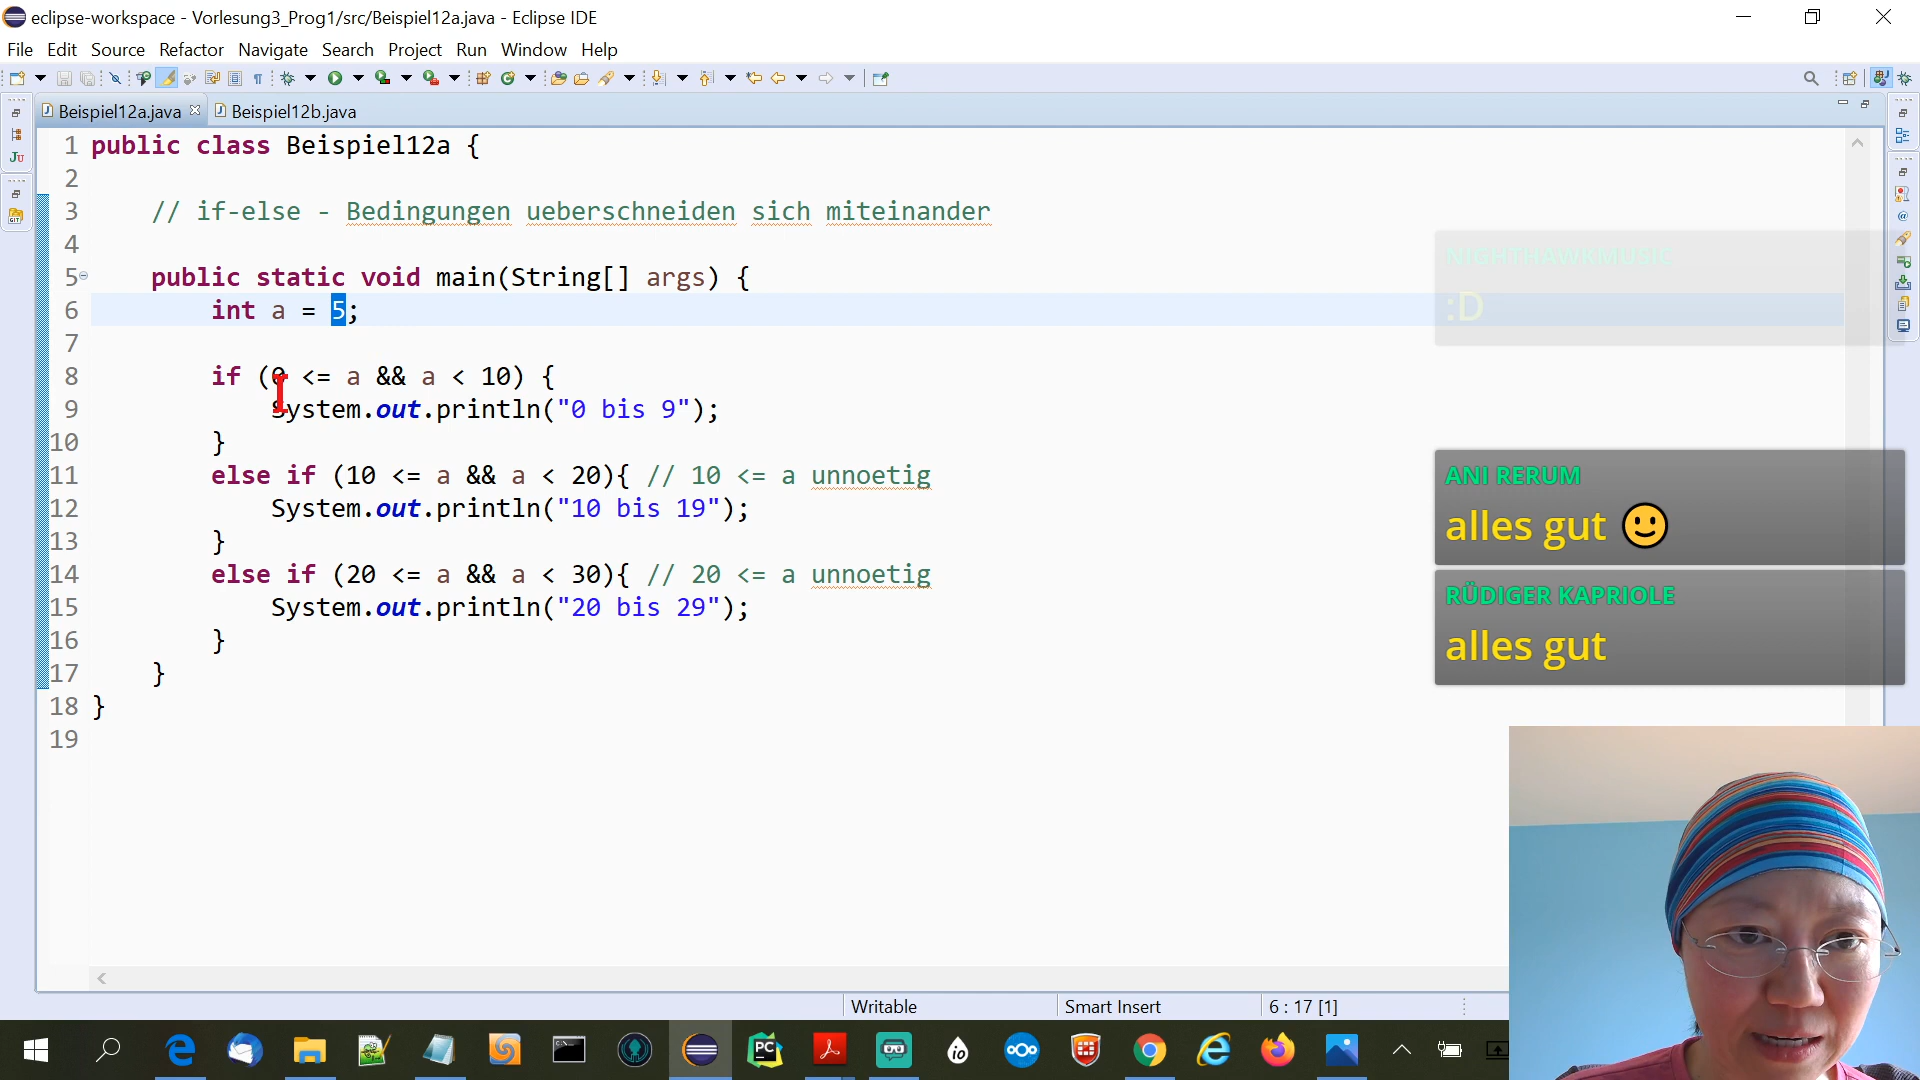 eclipse-workspace - Vorlesung3_Prog1/src/Beispiel12a.java - Eclipse IDE
File Edit Source Refactor Navigate Search Project Run Window Help
Beispiel12a.java Beispiel12b.java
1 public class Beispiel12a {
2
3 // if-else - Bedingungen ueberschneiden sich miteinander
4
5 public static void main(String[] args) {
6 int a = 5;
7
8 if (0 <= a && a < 10) {
9 System.out.println("0 bis 9");
10 }
11 else if (10 <= a && a < 20){ // 10 <= a unnoetig
12 System.out.println("10 bis 19");
13 }
14 else if (20 <= a && a < 30){ // 20 <= a unnoetig
15 System.out.println("20 bis 29");
16 }
17 }
18 }
19
NIGHTHAWKMUSIC
:D
ANI RERUM
alles gut 🙂
RÜDIGER KAPRIOLE
alles gut
Writable Smart Insert 6 : 17 [1]